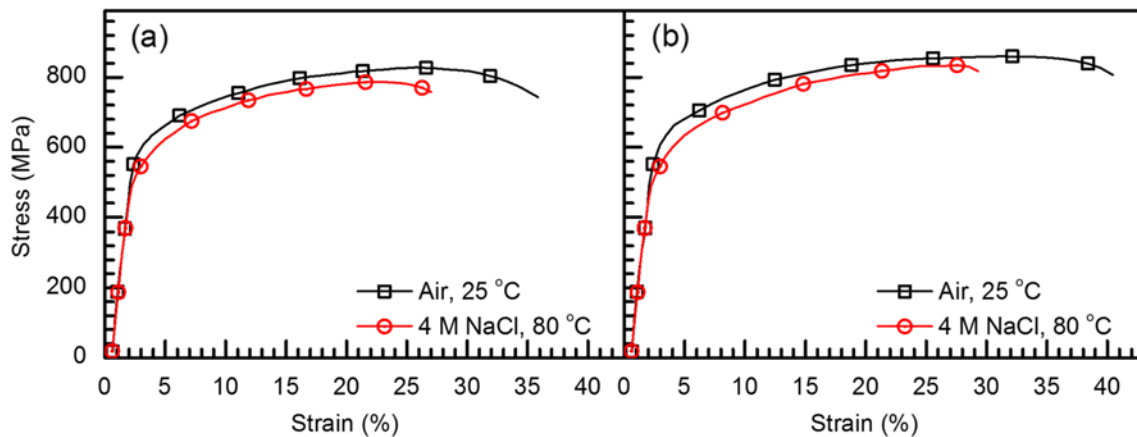 (a)
(b)
800
600
400
200
0
Stress (MPa)
Air, 25 °C
4 M NaCl, 80 °C
Air, 25 °C
4 M NaCl, 80 °C
0 5 10 15 20 25 30 35 40
0 5 10 15 20 25 30 35 40
Strain (%)
Strain (%)